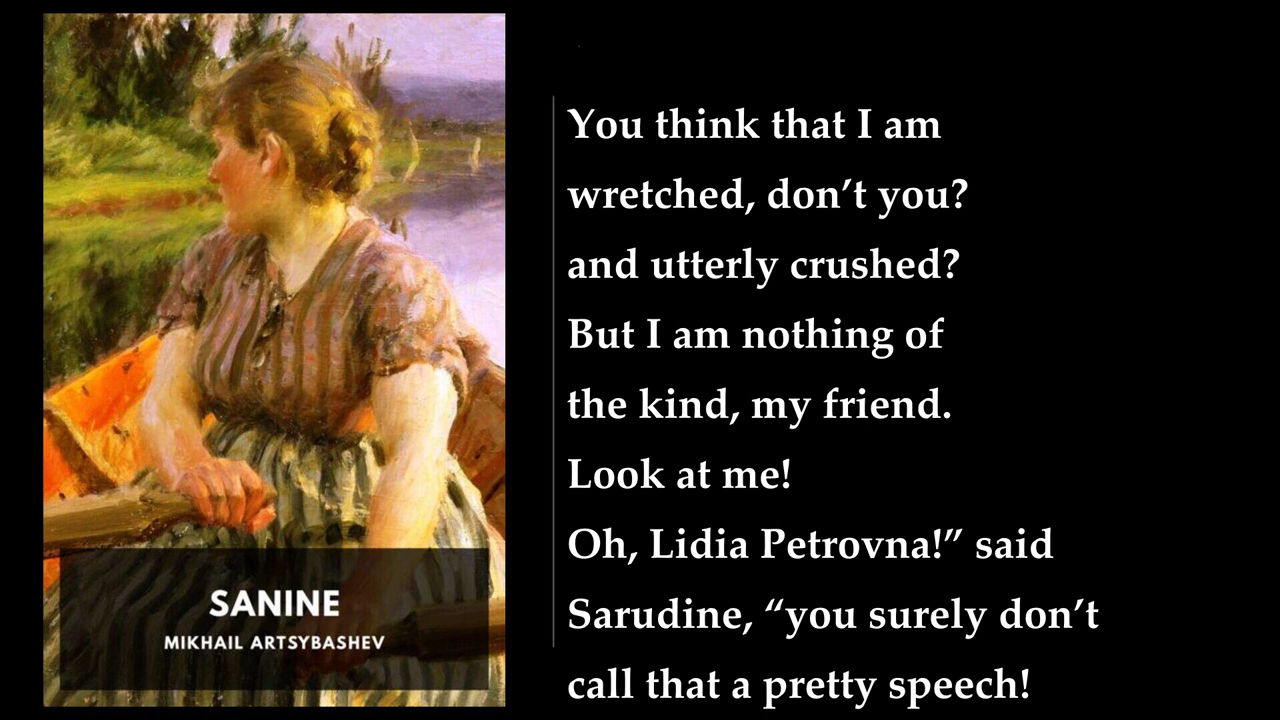 SANINE
MIKHAIL ARTSYBASHEV
You think that I am
wretched, don’t you?
and utterly crushed?
But I am nothing of
the kind, my friend.
Look at me!
Oh, Lidia Petrovna!” said
Sarudine, “you surely don’t
call that a pretty speech!